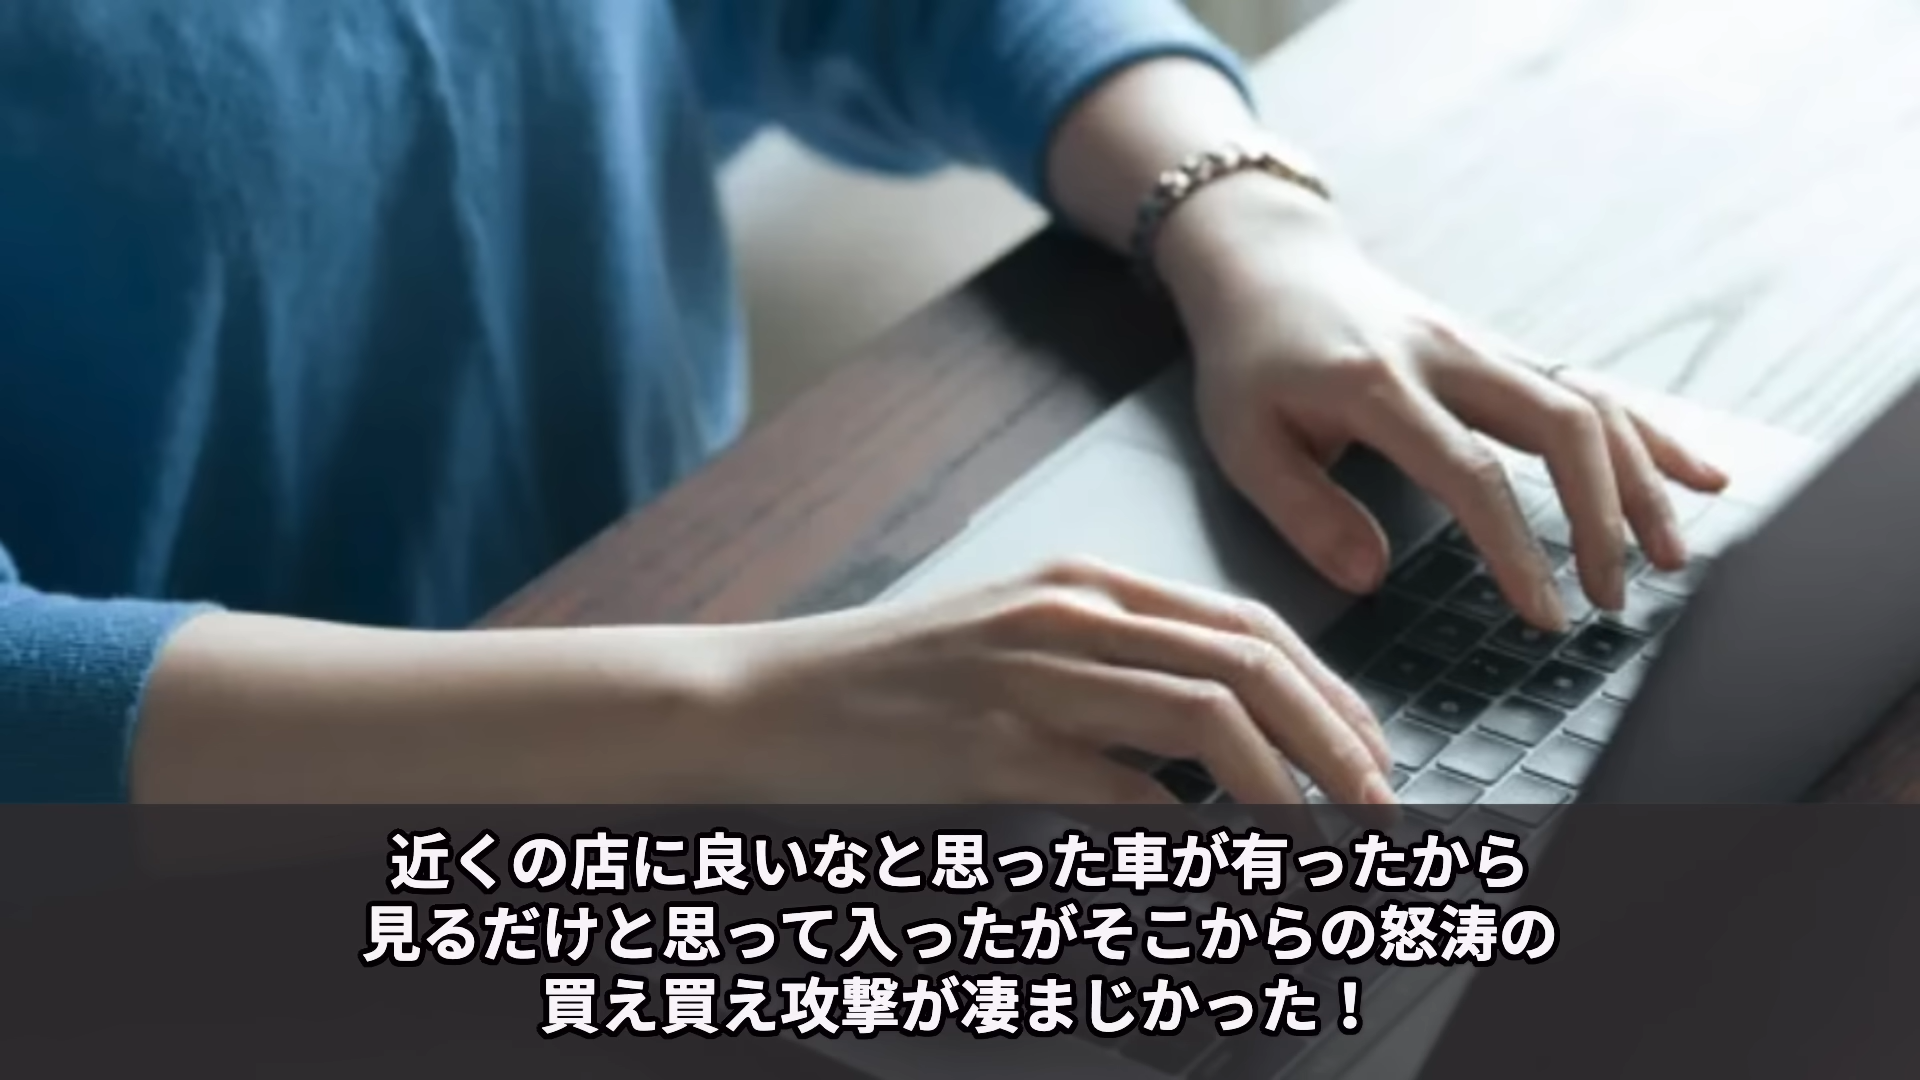 近くの店に良いなと思った車が有ったから
見るだけと思って入ったがそこからの怒涛の
買え買え攻撃が凄まじかった！